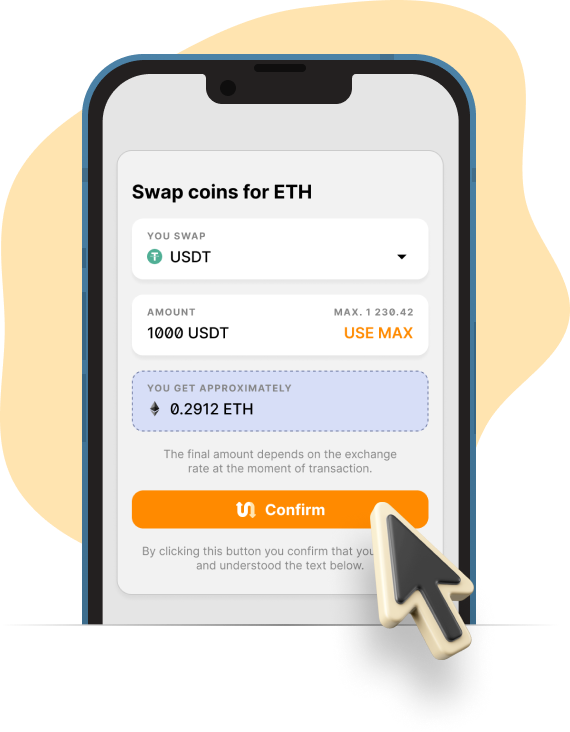 Swap coins for ETH
YOU SWAP
USDT
AMOUNT MAX. 1 230.42
1000 USDT USE MAX
YOU GET APPROXIMATELY
0.2912 ETH
The final amount depends on the exchange
rate at the moment of transaction.
Confirm
By clicking this button you confirm that you
and understood the text below.